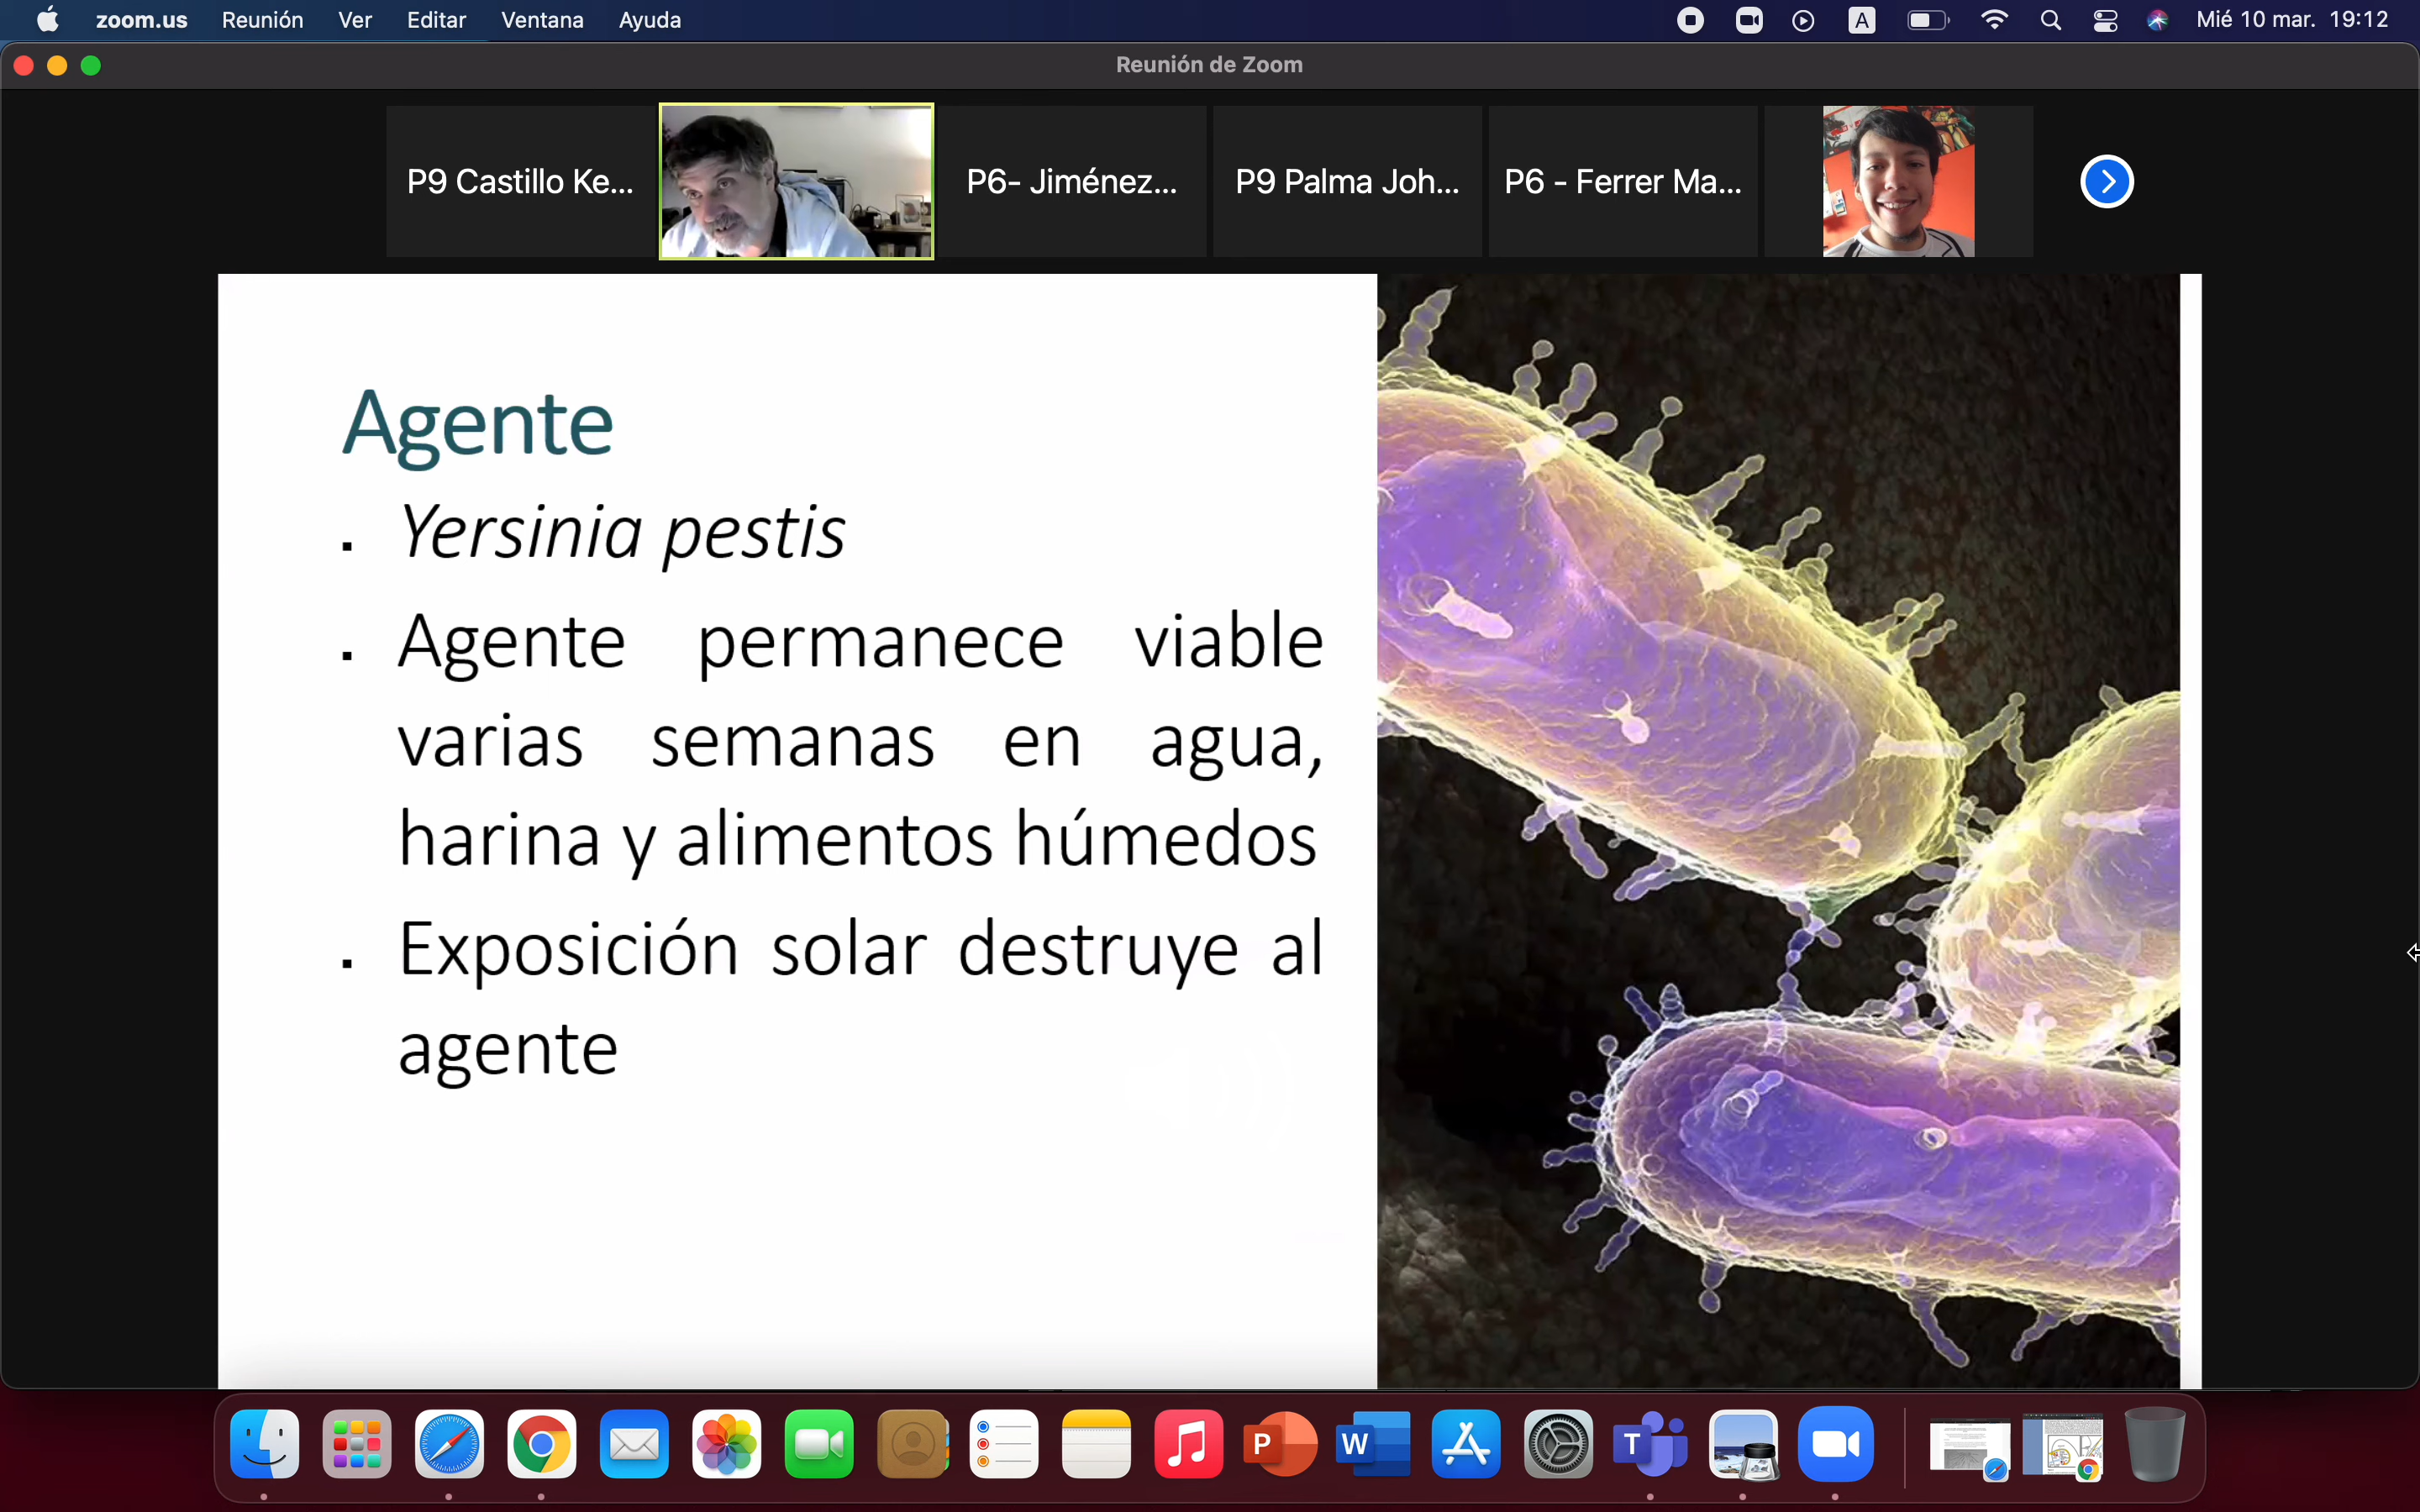 zoom.us Reunión Ver Editar Ventana Ayuda
A
Mié 10 mar. 19:12
Reunión de Zoom
P9 Castillo Ke...
P6- Jiménez...
P9 Palma Joh...
P6 - Ferrer Ma...
Agente
▪ Yersinia pestis
▪ Agente permanece viable
varias semanas en agua,
harina y alimentos húmedos
▪ Exposición solar destruye al
agente
P
W
T